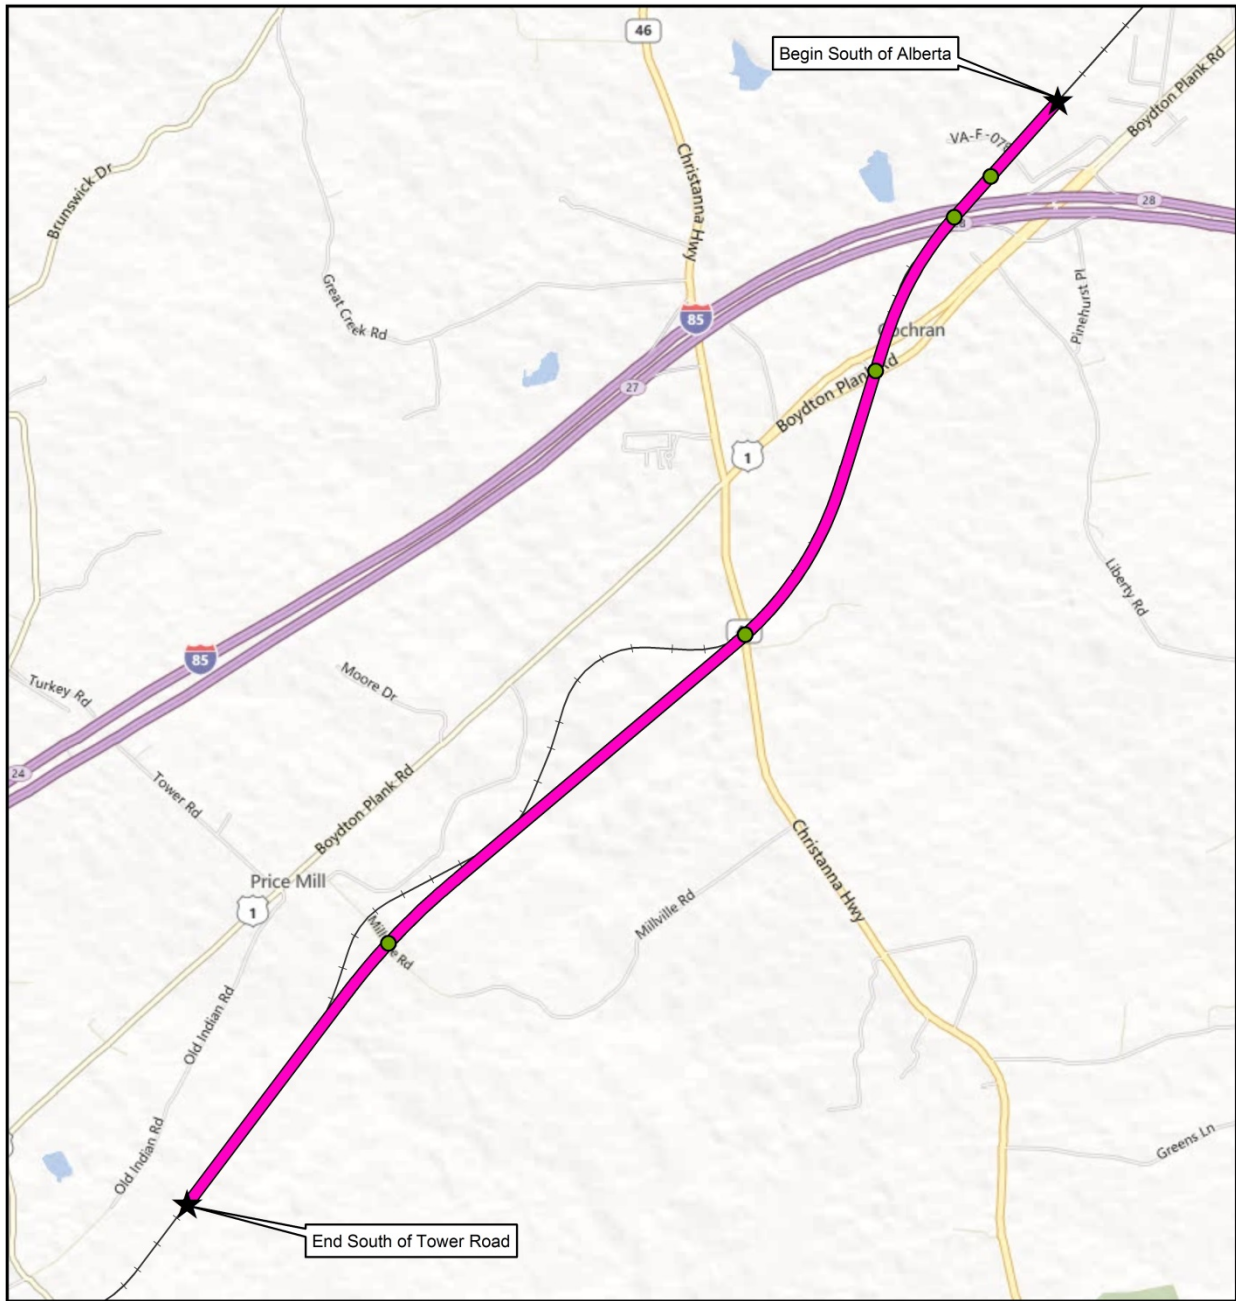 46
Begin South of Alberta
Boydton Plank Rd
VA-F-078
Christanna Hwy
Brunswick Dr
28
Great Creek Rd
Pinehurst Pl
85
Cochran
27
Boydton Plank Rd
1
Liberty Rd
85
Turkey Rd
Moore Dr
24
Tower Rd
Boydton Plank Rd
Price Mill
Christanna Hwy
1
Millville Rd
Old Indian Rd
Old Indian Rd
Greens Ln
End South of Tower Road